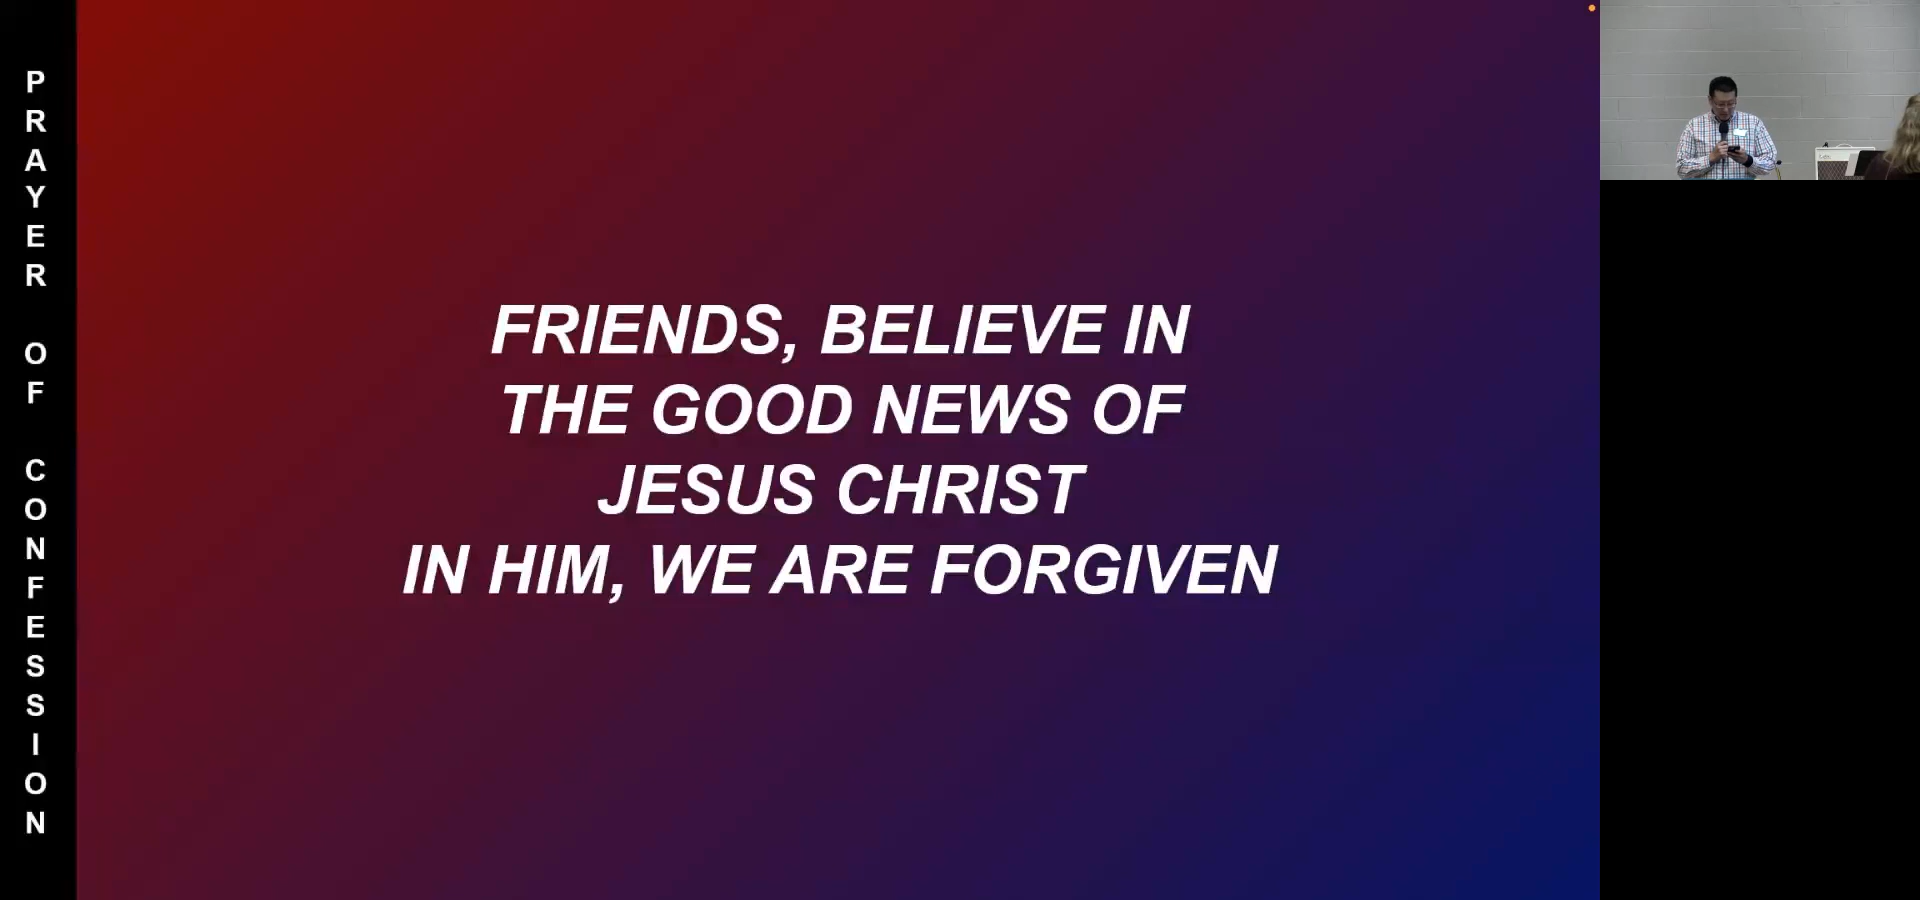 PRAYER OF CONFESSION
FRIENDS, BELIEVE IN
THE GOOD NEWS OF
JESUS CHRIST
IN HIM, WE ARE FORGIVEN